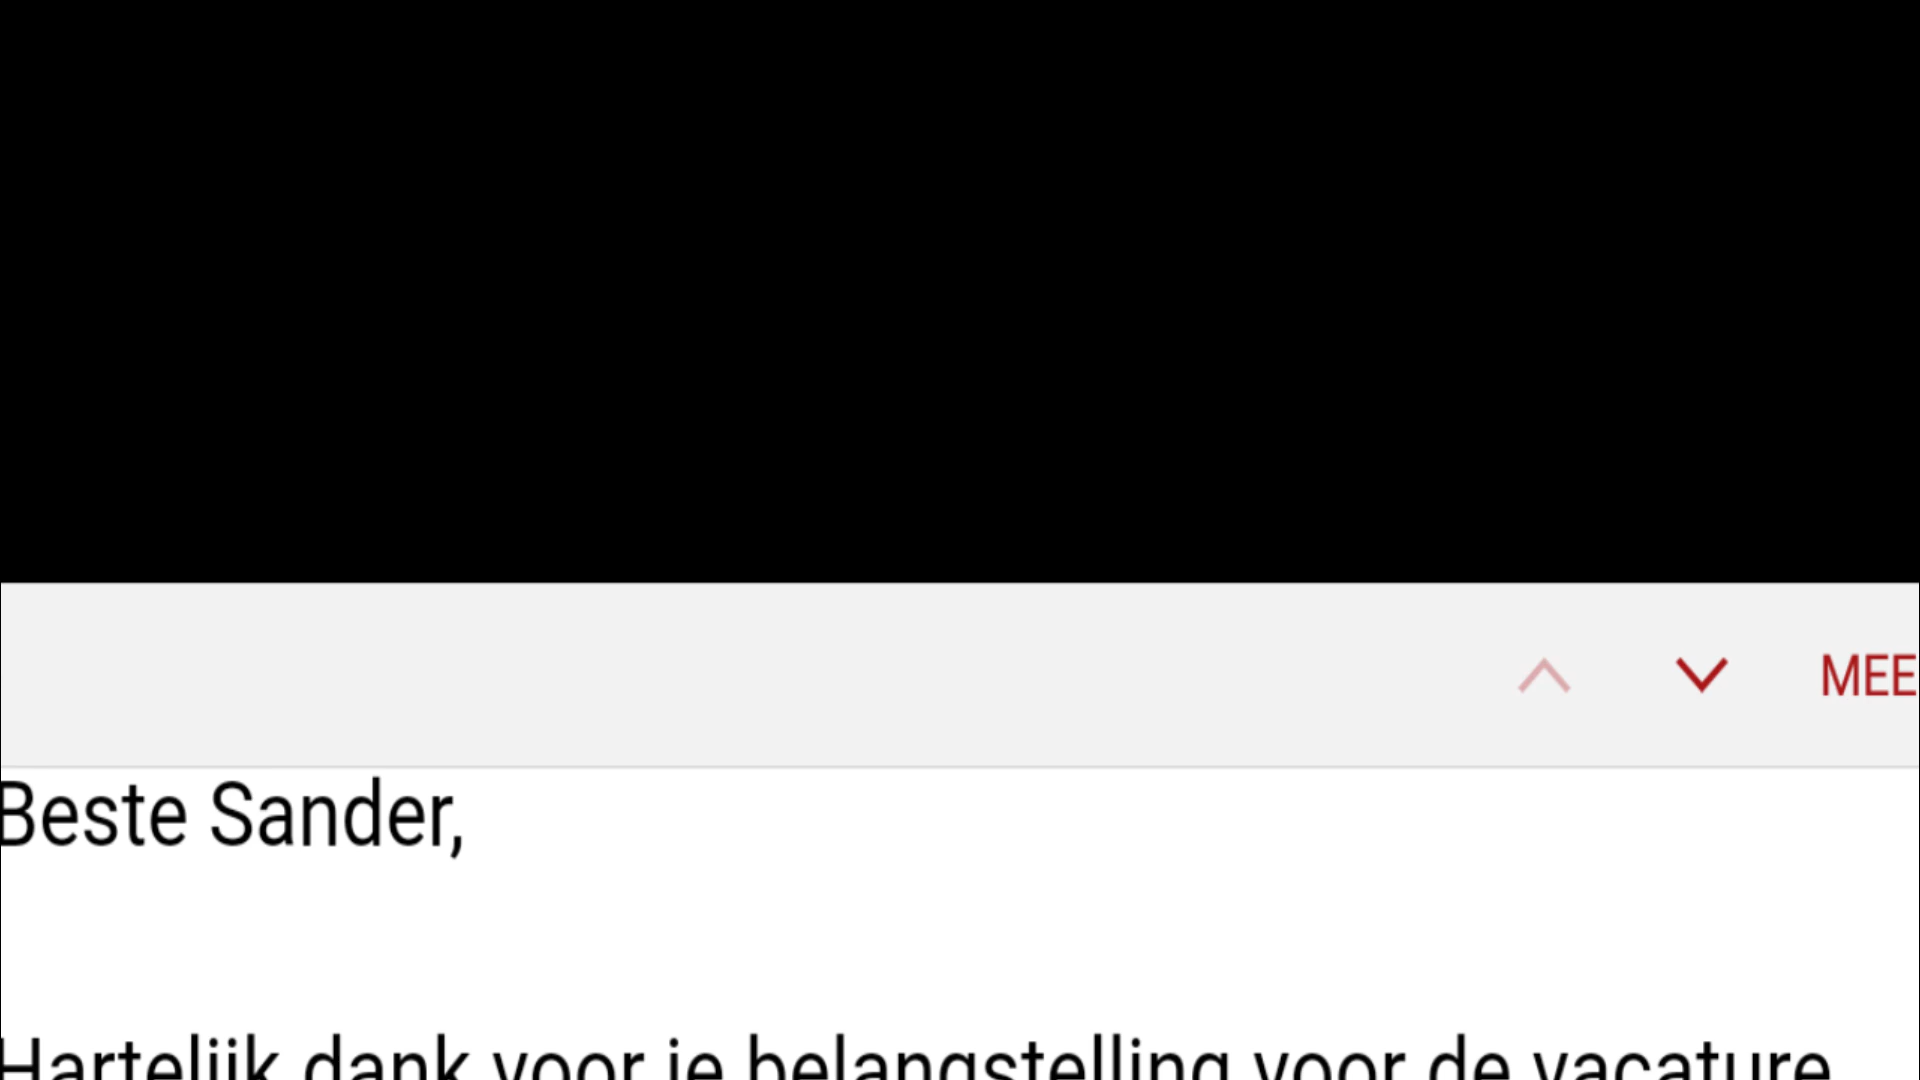 MEE
Beste Sander,
Hartelijk dank voor je belangstelling voor de vacature